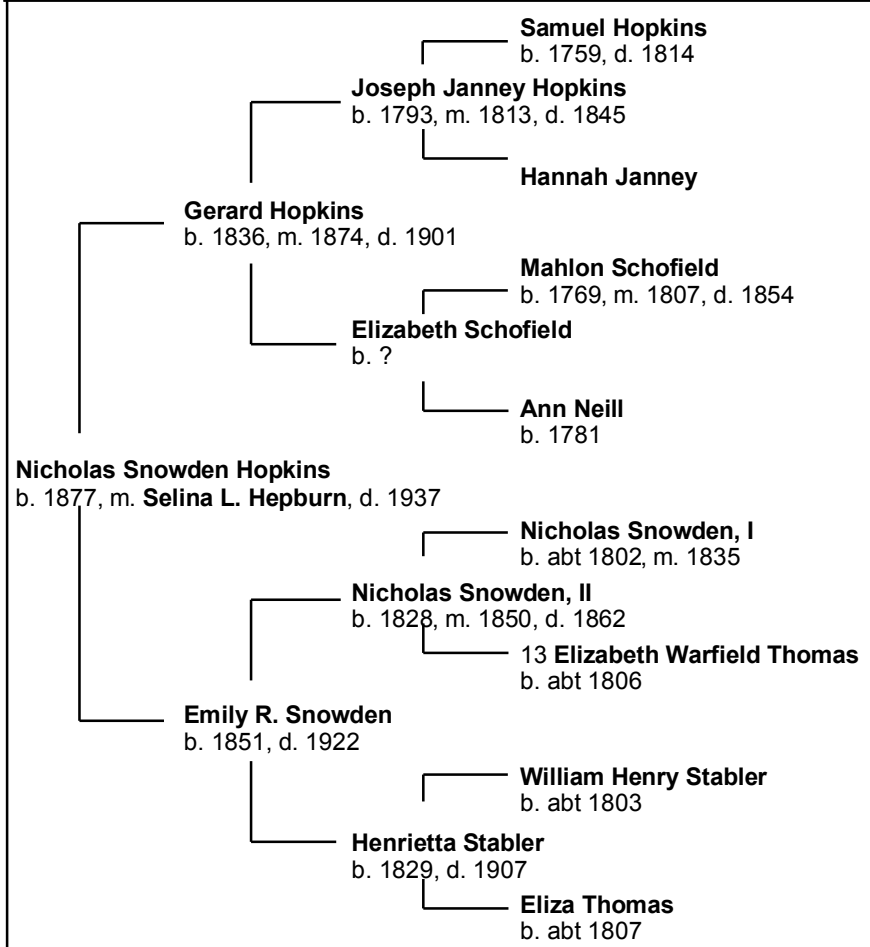 Samuel Hopkins
b. 1759, d. 1814
Joseph Janney Hopkins
b. 1793, m. 1813, d. 1845
Hannah Janney
Gerard Hopkins
b. 1836, m. 1874, d. 1901
Mahlon Schofield
b. 1769, m. 1807, d. 1854
Elizabeth Schofield
b. ?
Ann Neill
b. 1781
Nicholas Snowden Hopkins
b. 1877, m. Selina L. Hepburn, d. 1937
Nicholas Snowden, I
b. abt 1802, m. 1835
Nicholas Snowden, II
b. 1828, m. 1850, d. 1862
13 Elizabeth Warfield Thomas
b. abt 1806
Emily R. Snowden
b. 1851, d. 1922
William Henry Stabler
b. abt 1803
Henrietta Stabler
b. 1829, d. 1907
Eliza Thomas
b. abt 1807